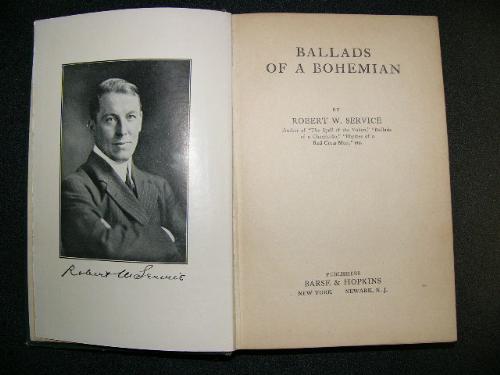 Robert W. Service
BALLADS
OF A BOHEMIAN
BY
ROBERT W. SERVICE
Author of "The Spell of the Yukon," "Ballads
of a Cheechako," "Rhymes of a
Red Cross Man," etc.
PUBLISHERS
BARSE & HOPKINS
NEW YORK NEWARK, N. J.